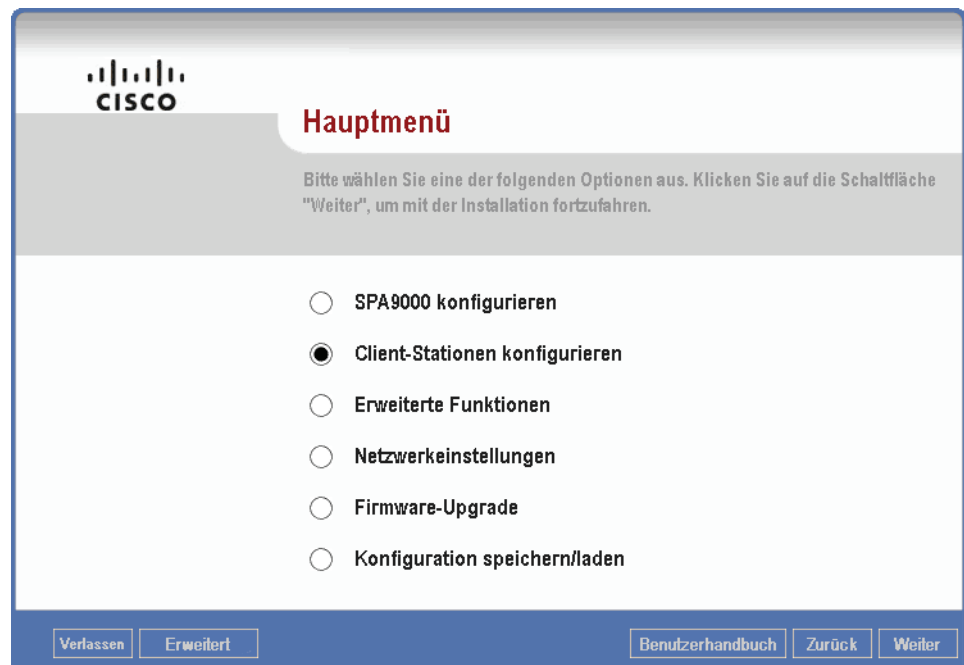 CISCO
Hauptmenü
Bitte wählen Sie eine der folgenden Optionen aus. Klicken Sie auf die Schaltfläche
"Weiter", um mit der Installation fortzufahren.
SPA9000 konfigurieren
Client-Stationen konfigurieren
Erweiterte Funktionen
Netzwerkeinstellungen
Firmware-Upgrade
Konfiguration speichern/laden
Verlassen Erweitert Benutzerhandbuch Zurück Weiter